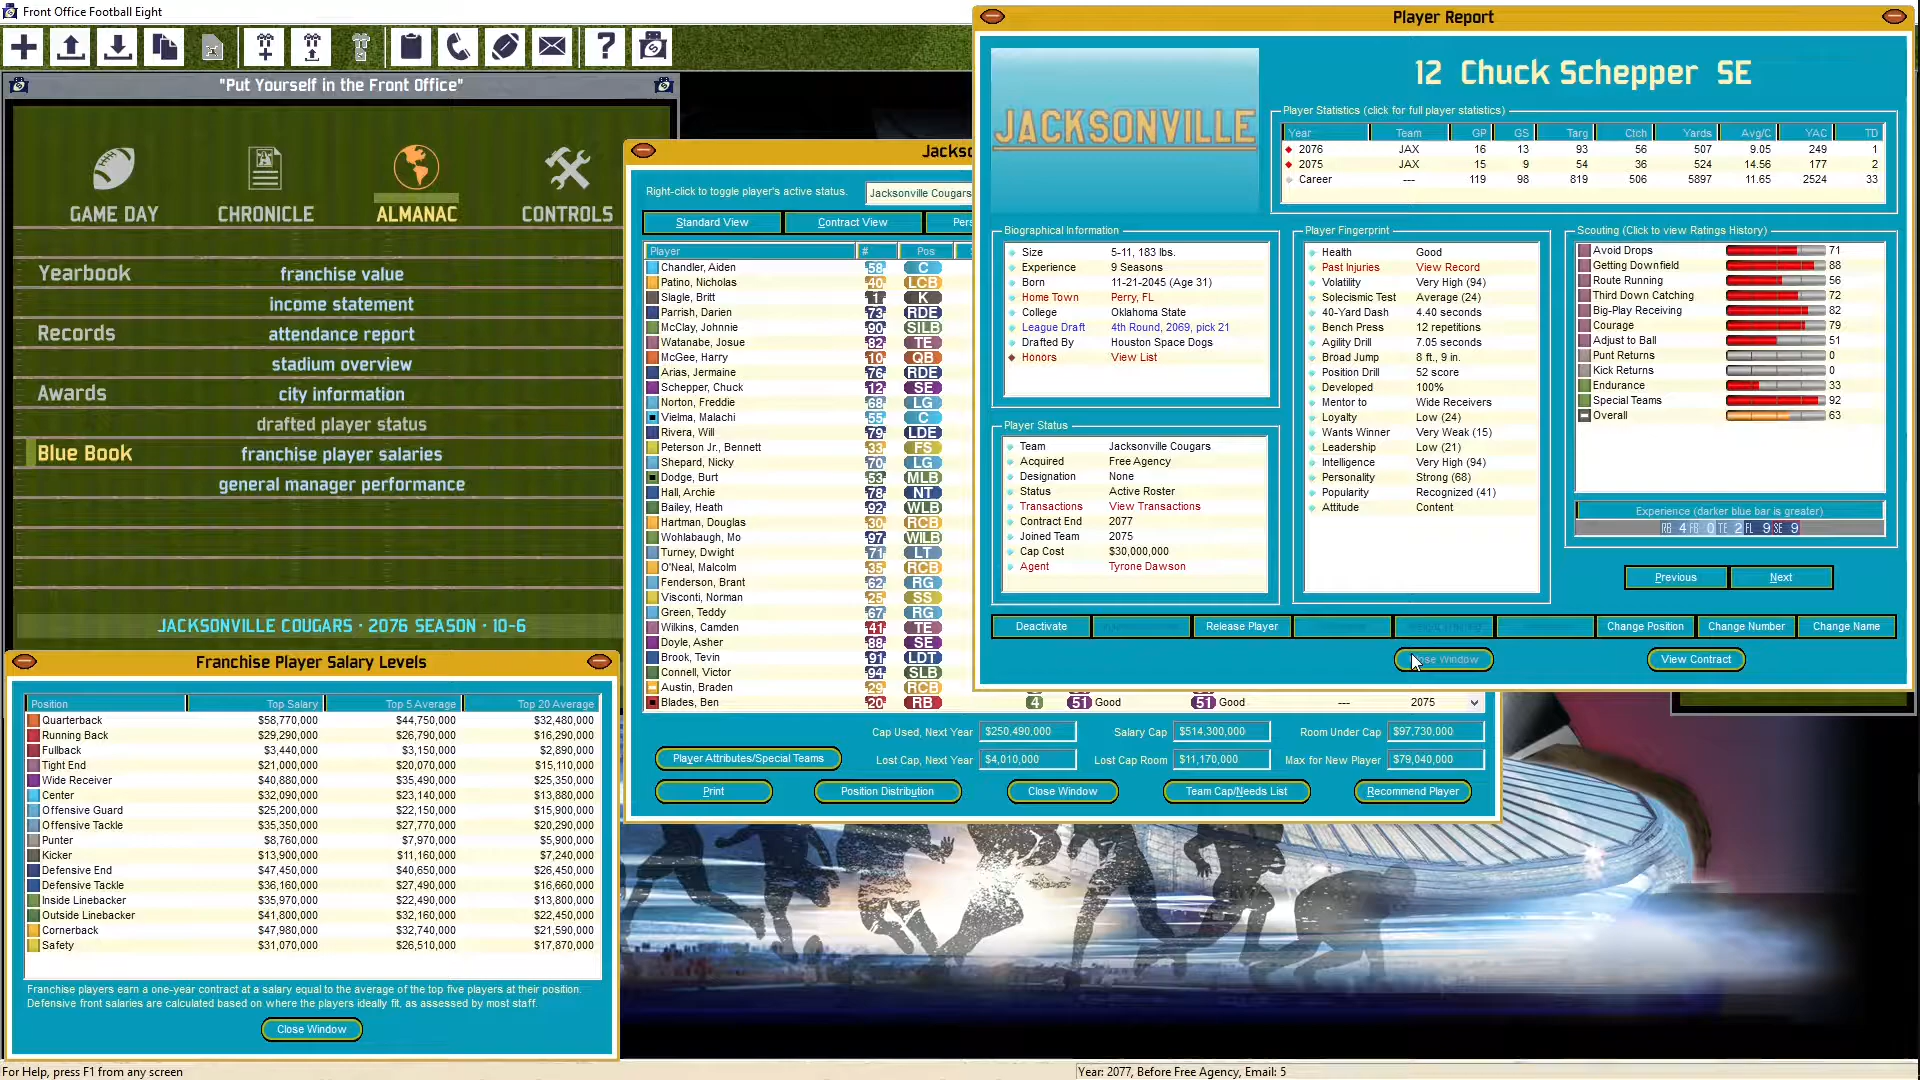 Front Office Football Eight
"Put Yourself in the Front Office"
GAME DAY
CHRONICLE
ALMANAC
CONTROLS
Yearbook
Records
Awards
Blue Book
franchise value
income statement
attendance report
stadium overview
city information
drafted player status
franchise player salaries
general manager performance
JACKSONVILLE COUGARS · 2076 SEASON · 10-6
Franchise Player Salary Levels
Position Top Salary Top 5 Average Top 20 Average
Quarterback $58,770,000 $44,750,000 $32,480,000
Running Back $29,290,000 $26,790,000 $16,290,000
Fullback $3,440,000 $3,150,000 $2,890,000
Tight End $21,000,000 $20,070,000 $15,110,000
Wide Receiver $40,880,000 $35,490,000 $25,350,000
Center $32,090,000 $23,140,000 $13,880,000
Offensive Guard $25,200,000 $22,150,000 $15,900,000
Offensive Tackle $35,350,000 $27,770,000 $20,290,000
Punter $8,760,000 $7,970,000 $5,900,000
Kicker $13,900,000 $11,160,000 $7,240,000
Defensive End $47,450,000 $40,650,000 $26,450,000
Defensive Tackle $36,160,000 $27,490,000 $16,660,000
Inside Linebacker $35,970,000 $22,490,000 $13,800,000
Outside Linebacker $41,800,000 $32,160,000 $22,450,000
Cornerback $47,980,000 $32,740,000 $21,590,000
Safety $31,070,000 $26,510,000 $17,870,000
Franchise players earn a one-year contract at a salary equal to the average of the top five players at their position.
Defensive front salaries are calculated based on where the players ideally fit, as assessed by most staff.
Close Window
Jackso
Right-click to toggle player's active status.
Jacksonville Cougars
Standard View
Contract View
Pers
Player # Pos
Chandler, Aiden 58 C
Patino, Nicholas 40 LCB
Slagle, Britt 1 K
Parrish, Darien 73 RDE
McClay, Johnnie 90 SILB
Watanabe, Josue 82 TE
McGee, Harry 10 QB
Arias, Jermaine 76 RDE
Schepper, Chuck 12 SE
Norton, Freddie 68 LG
Vielma, Malachi 55 C
Rivera, Will 79 LDE
Peterson Jr., Bennett 33 FS
Shepard, Nicky 70 LG
Dodge, Burt 53 MLB
Hall, Archie 78 NT
Bailey, Heath 92 WLB
Hartman, Douglas 30 RCB
Wohlabaugh, Mo 97 WILB
Turney, Dwight 71 LT
O'Neal, Malcolm 35 RCB
Fenderson, Brant 62 RG
Visconti, Norman 25 SS
Green, Teddy 67 RG
Wilkins, Camden 41 TE
Doyle, Asher 88 SE
Brook, Tevin 91 LDT
Connell, Victor 94 SLB
Austin, Braden 29 RCB
Blades, Ben 20 RB 4 51 Good 51 Good --- 2075
Cap Used, Next Year $250,490,000 Salary Cap $514,300,000 Room Under Cap $97,730,000
Player Attributes/Special Teams
Lost Cap, Next Year $4,010,000 Lost Cap Room $11,170,000 Max for New Player $79,040,000
Print
Position Distribution
Close Window
Team Cap/Needs List
Recommend Player
Player Report
JACKSONVILLE
12 Chuck Schepper SE
Player Statistics (click for full player statistics)
Year Team GP GS Targ Ctch Yards Avg/C YAC TD
2076 JAX 16 13 93 56 507 9.05 249 1
2075 JAX 15 9 54 36 524 14.56 177 2
Career --- 119 98 819 506 5897 11.65 2524 33
Biographical Information
Size 5-11, 183 lbs.
Experience 9 Seasons
Born 11-21-2045 (Age 31)
Home Town Perry, FL
College Oklahoma State
League Draft 4th Round, 2069, pick 21
Drafted By Houston Space Dogs
Honors View List
Player Status
Team Jacksonville Cougars
Acquired Free Agency
Designation None
Status Active Roster
Transactions View Transactions
Contract End 2077
Joined Team 2075
Cap Cost $30,000,000
Agent Tyrone Dawson
Player Fingerprint
Health Good
Past Injuries View Record
Volatility Very High (94)
Solecismic Test Average (24)
40-Yard Dash 4.40 seconds
Bench Press 12 repetitions
Agility Drill 7.05 seconds
Broad Jump 8 ft., 9 in.
Position Drill 52 score
Developed 100%
Mentor to Wide Receivers
Loyalty Low (24)
Wants Winner Very Weak (15)
Leadership Low (21)
Intelligence Very High (94)
Personality Strong (68)
Popularity Recognized (41)
Attitude Content
Scouting (Click to view Ratings History)
Avoid Drops 71
Getting Downfield 88
Route Running 56
Third Down Catching 72
Big-Play Receiving 82
Courage 79
Adjust to Ball 51
Punt Returns 0
Kick Returns 0
Endurance 33
Special Teams 92
Overall 63
Experience (darker blue bar is greater)
RB 4 FB 0 TE 2 FL 9 SE 9
Previous
Next
Deactivate
Release Player
Change Position
Change Number
Change Name
Close Window
View Contract
For Help, press F1 from any screen
Year: 2077, Before Free Agency, Email: 5